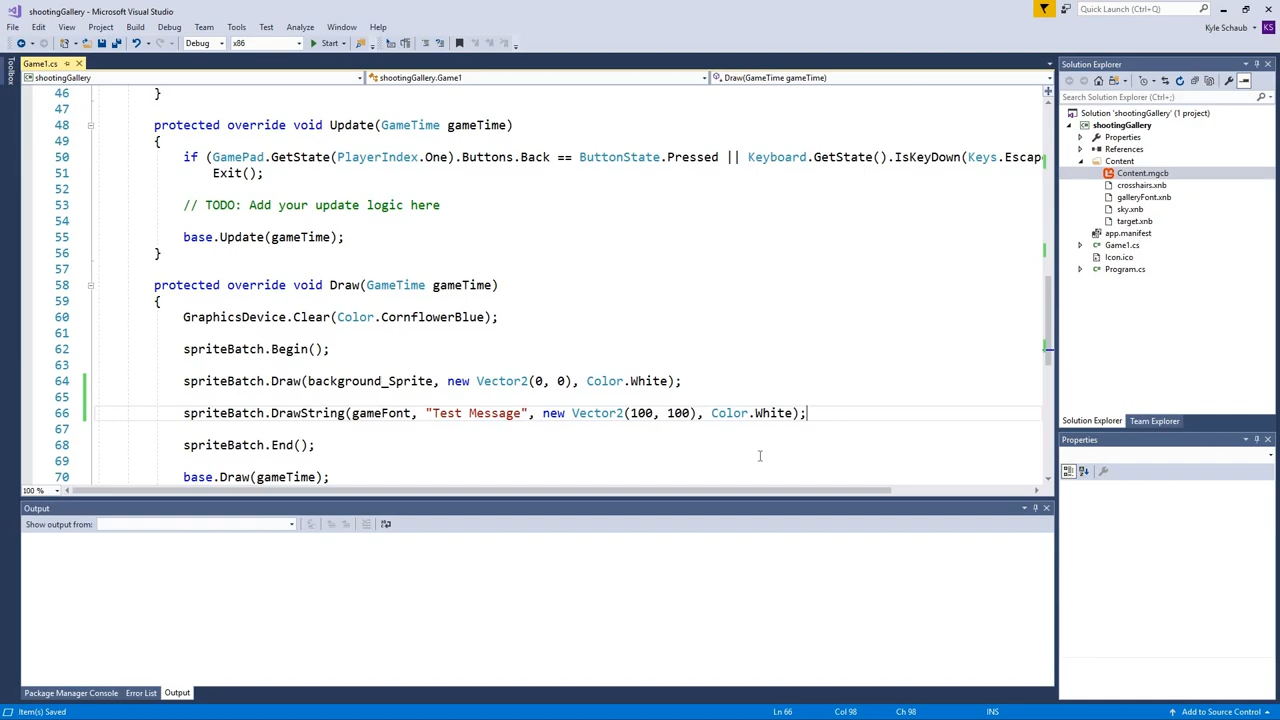 shootingGallery - Microsoft Visual Studio
Quick Launch (Ctrl+Q)
File Edit View Project Build Debug Team Tools Test Analyze Window Help
Kyle Schaub KS
Debug x86 Start
Toolbox
Game1.cs
shootingGallery shootingGallery.Game1 Draw(GameTime gameTime)
46 }
47
48 protected override void Update(GameTime gameTime)
49 {
50 if (GamePad.GetState(PlayerIndex.One).Buttons.Back == ButtonState.Pressed || Keyboard.GetState().IsKeyDown(Keys.Escape
51 Exit();
52
53 // TODO: Add your update logic here
54
55 base.Update(gameTime);
56 }
57
58 protected override void Draw(GameTime gameTime)
59 {
60 GraphicsDevice.Clear(Color.CornflowerBlue);
61
62 spriteBatch.Begin();
63
64 spriteBatch.Draw(background_Sprite, new Vector2(0, 0), Color.White);
65
66 spriteBatch.DrawString(gameFont, "Test Message", new Vector2(100, 100), Color.White);
67
68 spriteBatch.End();
69
70 base.Draw(gameTime);
100 %
Output
Show output from:
Package Manager Console Error List Output
Solution Explorer
Search Solution Explorer (Ctrl+;)
Solution 'shootingGallery' (1 project)
shootingGallery
Properties
References
Content
Content.mgcb
crosshairs.xnb
galleryFont.xnb
sky.xnb
target.xnb
app.manifest
Game1.cs
Icon.ico
Program.cs
Solution Explorer Team Explorer
Properties
Item(s) Saved Ln 66 Col 98 Ch 98 INS Add to Source Control